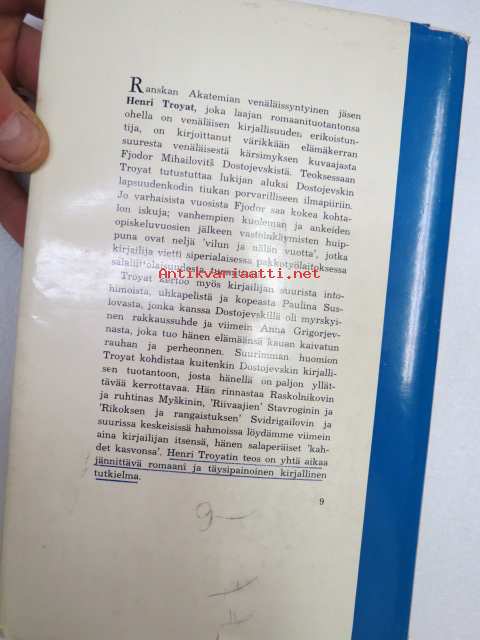 Ranskan Akatemian venäläissyntyinen jäsen
Henri Troyat, joka laajan romaanituotantonsa
ohella on venäläisen kirjallisuuden erikoistun-
tija, on kirjoittanut värikkään elämäkerran
suuresta venäläisestä kärsimyksen kuvaajasta
Fjodor Mihailovitš Dostojevskistä. Teoksessaan
Troyat tutustuttaa lukijan aluksi Dostojevskin
lapsuudenkodin tiukan porvarilliseen ilmapiiriin.
Jo varhaisista vuosista Fjodor saa kokea kohta-
lon iskuja; vanhempien kuoleman ja ankeiden
opiskeluvuosien jälkeen vastoinkäymisten huip-
puna ovat neljä 'vilun ja nälän vuotta', jotka
kirjailija vietti siperialaisessa pakkotyölaitoksessa
salaliittolaisuudesta
Antikvariaatti.net
Troyat kertoo myös kirjailijan suurista into-
himoista, uhkapelistä ja kopeasta Paulina Sus-
lovasta, jonka kanssa Dostojevskillä oli myrskyi-
nen rakkaussuhde ja viimein Anna Grigorjev-
nasta, joka tuo hänen elämäänsä kauan kaivatun
rauhan ja perheonnen. Suurimman huomion
Troyat kohdistaa kuitenkin Dostojevskin kirjalli-
sen tuotantoon, josta hänellä on paljon yllät-
tävää kerrottavaa. Hän rinnastaa Raskolnikovin
ja ruhtinas Myškinin, 'Riivaajien' Stavroginin ja
'Rikoksen ja rangaistuksen' Svidrigailovin ja
suurissa keskeisissä hahmoissa löydämme viimein
aina kirjailijan itsensä, hänen salaperäiset 'kah-
det kasvonsa'. Henri Troyatin teos on yhtä aikaa
jännittävä romaani ja täysipainoinen kirjallinen
tutkielma.
9
9